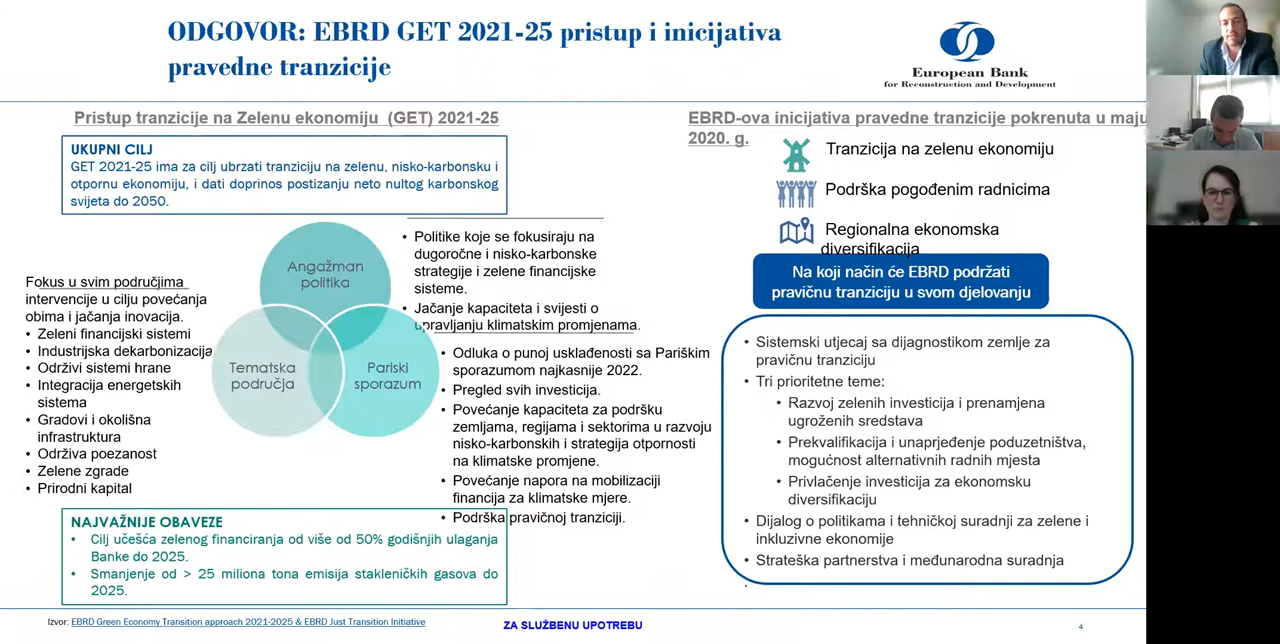 ODGOVOR: EBRD GET 2021-25 pristup i inicijativa
pravedne tranzicije
European Bank
for Reconstruction and Development
Pristup tranzicije na Zelenu ekonomiju (GET) 2021-25
UKUPNI CILJ
GET 2021-25 ima za cilj ubrzati tranziciju na zelenu, nisko-karbonsku i
otpornu ekonomiju, i dati doprinos postizanju neto nultog karbonskog
svijeta do 2050.
Fokus u svim područjima
intervencije u cilju povećanja
obima i jačanja inovacija.
• Zeleni financijski sistemi
• Industrijska dekarbonizacija
• Održivi sistemi hrane
• Integracija energetskih
sistema
• Gradovi i okolišna
infrastruktura
• Održiva poezanost
• Zelene zgrade
• Prirodni kapital
Angažman
politika
Tematska
područja
Pariski
sporazum
• Politike koje se fokusiraju na
dugoročne i nisko-karbonske
strategije i zelene financijske
sisteme.
• Jačanje kapaciteta i svijesti o
upravljanju klimatskim promjenama.
• Odluka o punoj usklađenosti sa Pariškim
sporazumom najkasnije 2022.
• Pregled svih investicija.
• Povećanje kapaciteta za podršku
zemljama, regijama i sektorima u razvoju
nisko-karbonskih i strategija otpornosti
na klimatske promjene.
• Povećanje napora na mobilizaciji
financija za klimatske mjere.
• Podrška pravičnoj tranziciji.
NAJVAŽNIJE OBAVEZE
• Cilj učešća zelenog financiranja od više od 50% godišnjih ulaganja
Banke do 2025.
• Smanjenje od > 25 miliona tona emisija stakleničkih gasova do
2025.
EBRD-ova inicijativa pravedne tranzicije pokrenuta u maju
2020. g.
Tranzicija na zelenu ekonomiju
Podrška pogođenim radnicima
Regionalna ekonomska
diversifikacija
Na koji način će EBRD podržati
pravičnu tranziciju u svom djelovanju
• Sistemski utjecaj sa dijagnostikom zemlje za
pravičnu tranziciju
• Tri prioritetne teme:
• Razvoj zelenih investicija i prenamjena
ugroženih sredstava
• Prekvalifikacija i unaprjeđenje poduzetništva,
mogućnost alternativnih radnih mjesta
• Privlačenje investicija za ekonomsku
diversifikaciju
• Dijalog o politikama i tehničkoj suradnji za zelene i
inkluzivne ekonomije
• Strateška partnerstva i međunarodna suradnja
.
Izvor: EBRD Green Economy Transition approach 2021-2025 & EBRD Just Transition Initiative
ZA SLUŽBENU UPOTREBU
4